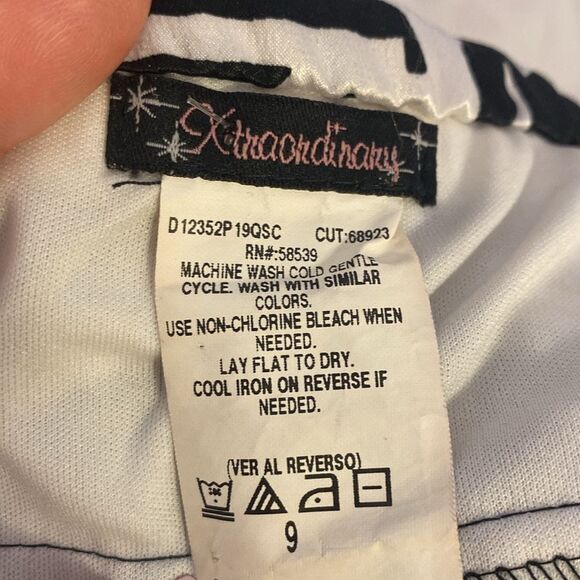 Xtraordinary
D12352P19QSC CUT:68923
RN#:58539
MACHINE WASH COLD GENTLE
CYCLE. WASH WITH SIMILAR
COLORS.
USE NON-CHLORINE BLEACH WHEN
NEEDED.
LAY FLAT TO DRY.
COOL IRON ON REVERSE IF
NEEDED.
(VER AL REVERSO)
9